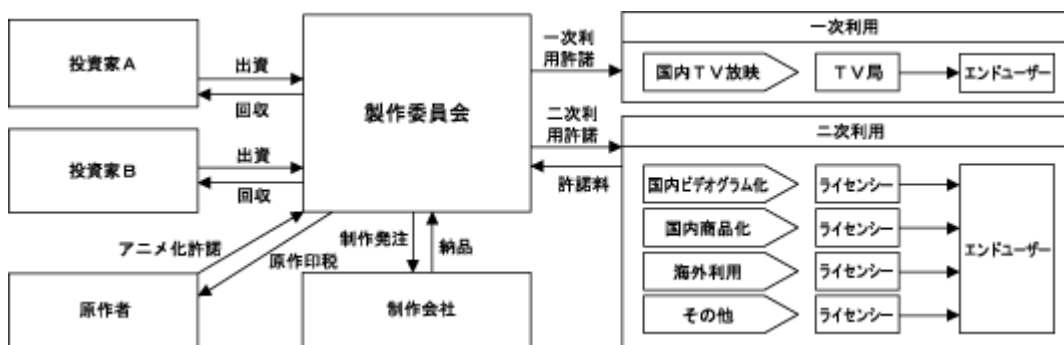 投資家A
出資
回収
投資家B
出資
回収
製作委員会
アニメ化許諾
原作印税
制作発注
納品
原作者
制作会社
一次利
用許諾
二次利
用許諾
許諾料
一次利用
国内TV放映
TV局
エンドユーザー
二次利用
国内ビデオグラム化
ライセンシー
国内商品化
ライセンシー
海外利用
ライセンシー
その他
ライセンシー
エンドユーザー